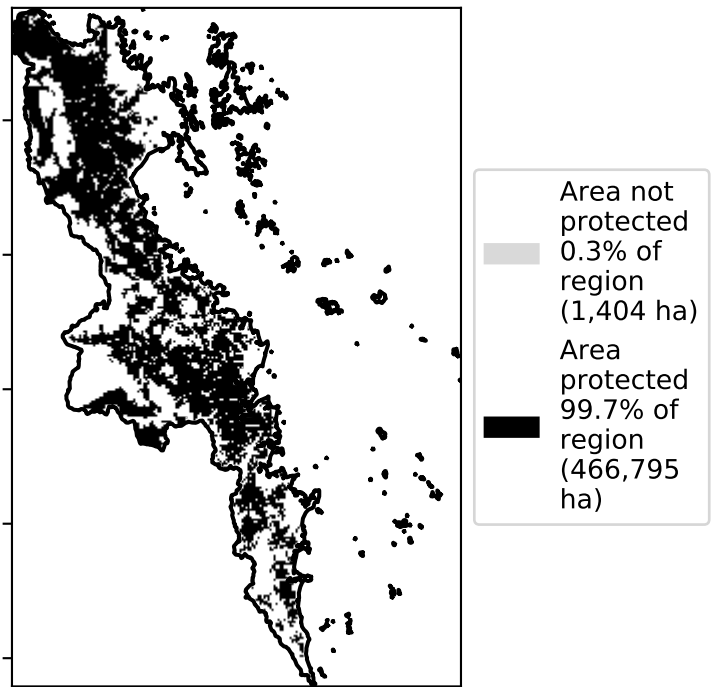 Area not
protected
0.3% of
region
(1,404 ha)
Area
protected
99.7% of
region
(466,795
ha)